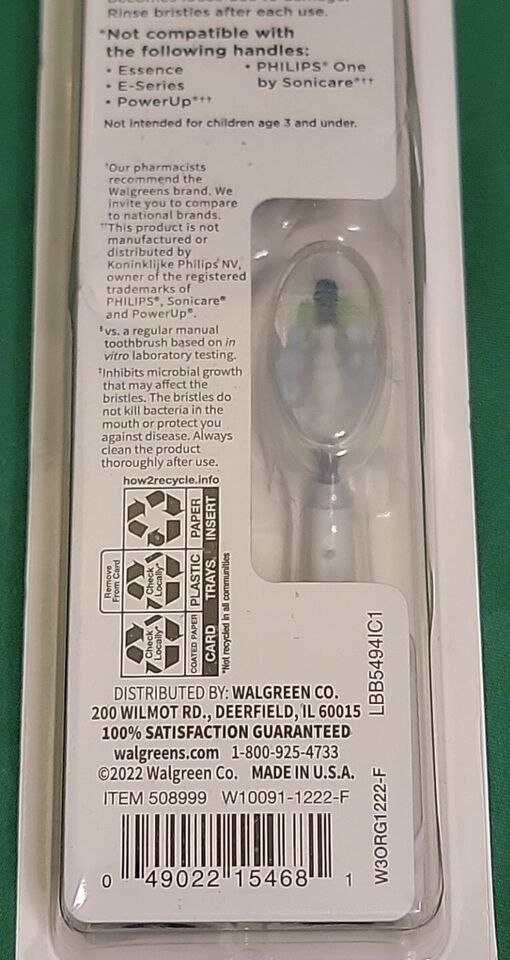 Rinse bristles after each use.
*Not compatible with
the following handles:
• Essence
• E-Series
• PowerUp®††
• PHILIPS® One
by Sonicare®††
Not intended for children age 3 and under.
†Our pharmacists
recommend the
Walgreens brand. We
invite you to compare
to national brands.
††This product is not
manufactured or
distributed by
Koninklijke Philips NV,
owner of the registered
trademarks of
PHILIPS®, Sonicare®
and PowerUp®.
§vs. a regular manual
toothbrush based on in
vitro laboratory testing.
‡Inhibits microbial growth
that may affect the
bristles. The bristles do
not kill bacteria in the
mouth or protect you
against disease. Always
clean the product
thoroughly after use.
how2recycle.info
PAPER
INSERT
Remove
From Card
Check
Locally*
PLASTIC
TRAYS
Check
Locally*
COATED PAPER
CARD
*Not recycled in all communities
DISTRIBUTED BY: WALGREEN CO.
200 WILMOT RD., DEERFIELD, IL 60015
100% SATISFACTION GUARANTEED
walgreens.com 1-800-925-4733
©2022 Walgreen Co. MADE IN U.S.A.
ITEM 508999 W10091-1222-F
0 49022 15468 1
LBB5494IC1
W3ORG1222-F